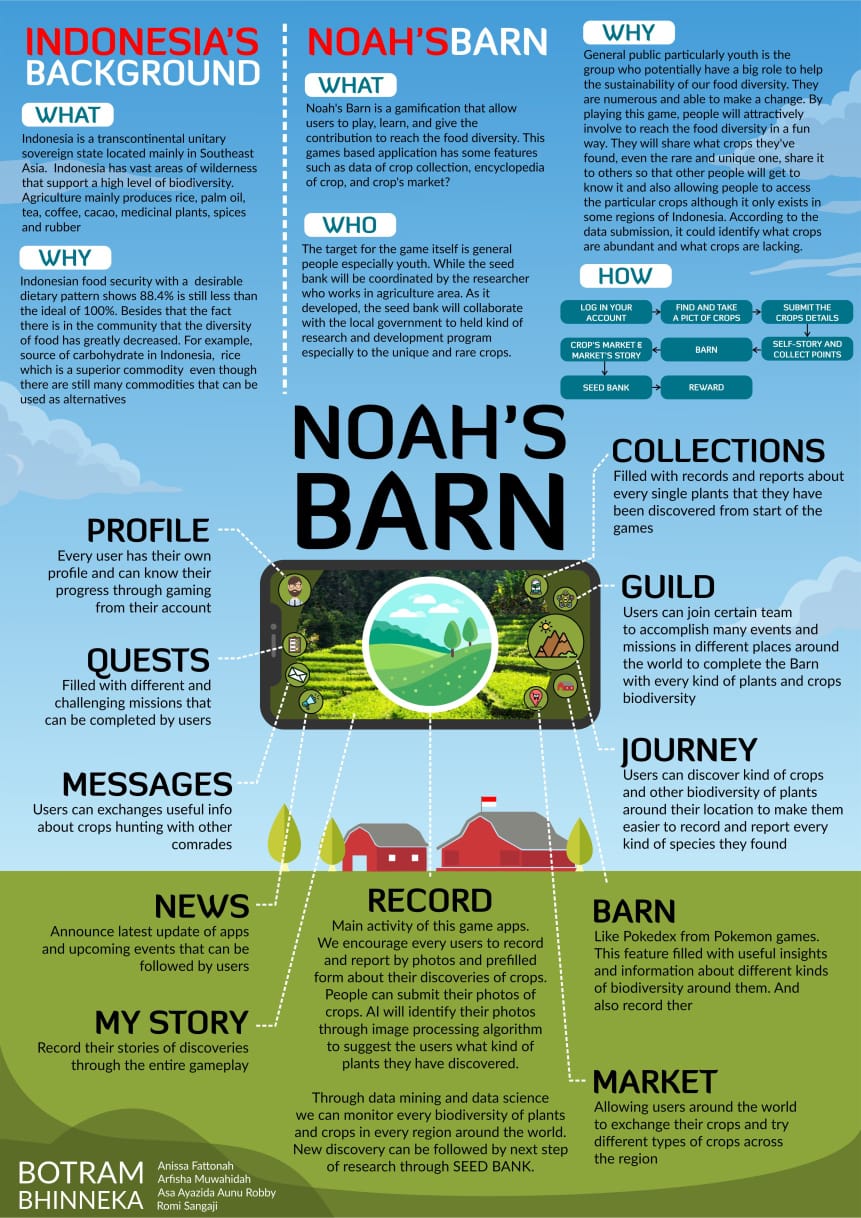 INDONESIA'S
BACKGROUND
WHAT
Indonesia is a transcontinental unitary
sovereign state located mainly in Southeast
Asia. Indonesia has vast areas of wilderness
that support a high level of biodiversity.
Agriculture mainly produces rice, palm oil,
tea, coffee, cacao, medicinal plants, spices
and rubber
WHY
Indonesian food security with a desirable
dietary pattern shows 88.4% is still less than
the ideal of 100%. Besides that the fact
there is in the community that the diversity
of food has greatly decreased. For example,
source of carbohydrate in Indonesia, rice
which is a superior commodity even though
there are still many commodities that can be
used as alternatives
NOAH'SBARN
WHAT
Noah's Barn is a gamification that allow
users to play, learn, and give the
contribution to reach the food diversity. This
games based application has some features
such as data of crop collection, encyclopedia
of crop, and crop's market?
WHO
The target for the game itself is general
people especially youth. While the seed
bank will be coordinated by the researcher
who works in agriculture area. As it
developed, the seed bank will collaborate
with the local government to held kind of
research and development program
especially to the unique and rare crops.
WHY
General public particularly youth is the
group who potentially have a big role to help
the sustainability of our food diversity. They
are numerous and able to make a change. By
playing this game, people will attractively
involve to reach the food diversity in a fun
way. They will share what crops they've
found, even the rare and unique one, share it
to others so that other people will get to
know it and also allowing people to access
the particular crops although it only exists in
some regions of Indonesia. According to the
data submission, it could identify what crops
are abundant and what crops are lacking.
HOW
LOG IN YOUR
ACCOUNT
FIND AND TAKE
A PICT OF CROPS
SUBMIT THE
CROPS DETAILS
SELF-STORY AND
COLLECT POINTS
BARN
CROP'S MARKET &
MARKET'S STORY
SEED BANK
REWARD
NOAH'S
BARN
PROFILE
Every user has their own
profile and can know their
progress through gaming
from their account
QUESTS
Filled with different and
challenging missions that
can be completed by users
MESSAGES
Users can exchanges useful info
about crops hunting with other
comrades
NEWS
Announce latest update of apps
and upcoming events that can be
followed by users
MY STORY
Record their stories of discoveries
through the entire gameplay
RECORD
Main activity of this game apps.
We encourage every users to record
and report by photos and prefilled
form about their discoveries of crops.
People can submit their photos of
crops. AI will identify their photos
through image processing algorithm
to suggest the users what kind of
plants they have discovered.
Through data mining and data science
we can monitor every biodiversity of plants
and crops in every region around the world.
New discovery can be followed by next step
of research through SEED BANK.
COLLECTIONS
Filled with records and reports about
every single plants that they have
been discovered from start of the
games
GUILD
Users can join certain team
to accomplish many events and
missions in different places around
the world to complete the Barn
with every kind of plants and crops
biodiversity
JOURNEY
Users can discover kind of crops
and other biodiversity of plants
around their location to make them
easier to record and report every
kind of species they found
BARN
Like Pokedex from Pokemon games.
This feature filled with useful insights
and information about different kinds
of biodiversity around them. And
also record ther
MARKET
Allowing users around the world
to exchange their crops and try
different types of crops across
the region
BOTRAM
BHINNEKA
Anissa Fattonah
Arfisha Muwahidah
Asa Ayazida Aunu Robby
Romi Sangaji